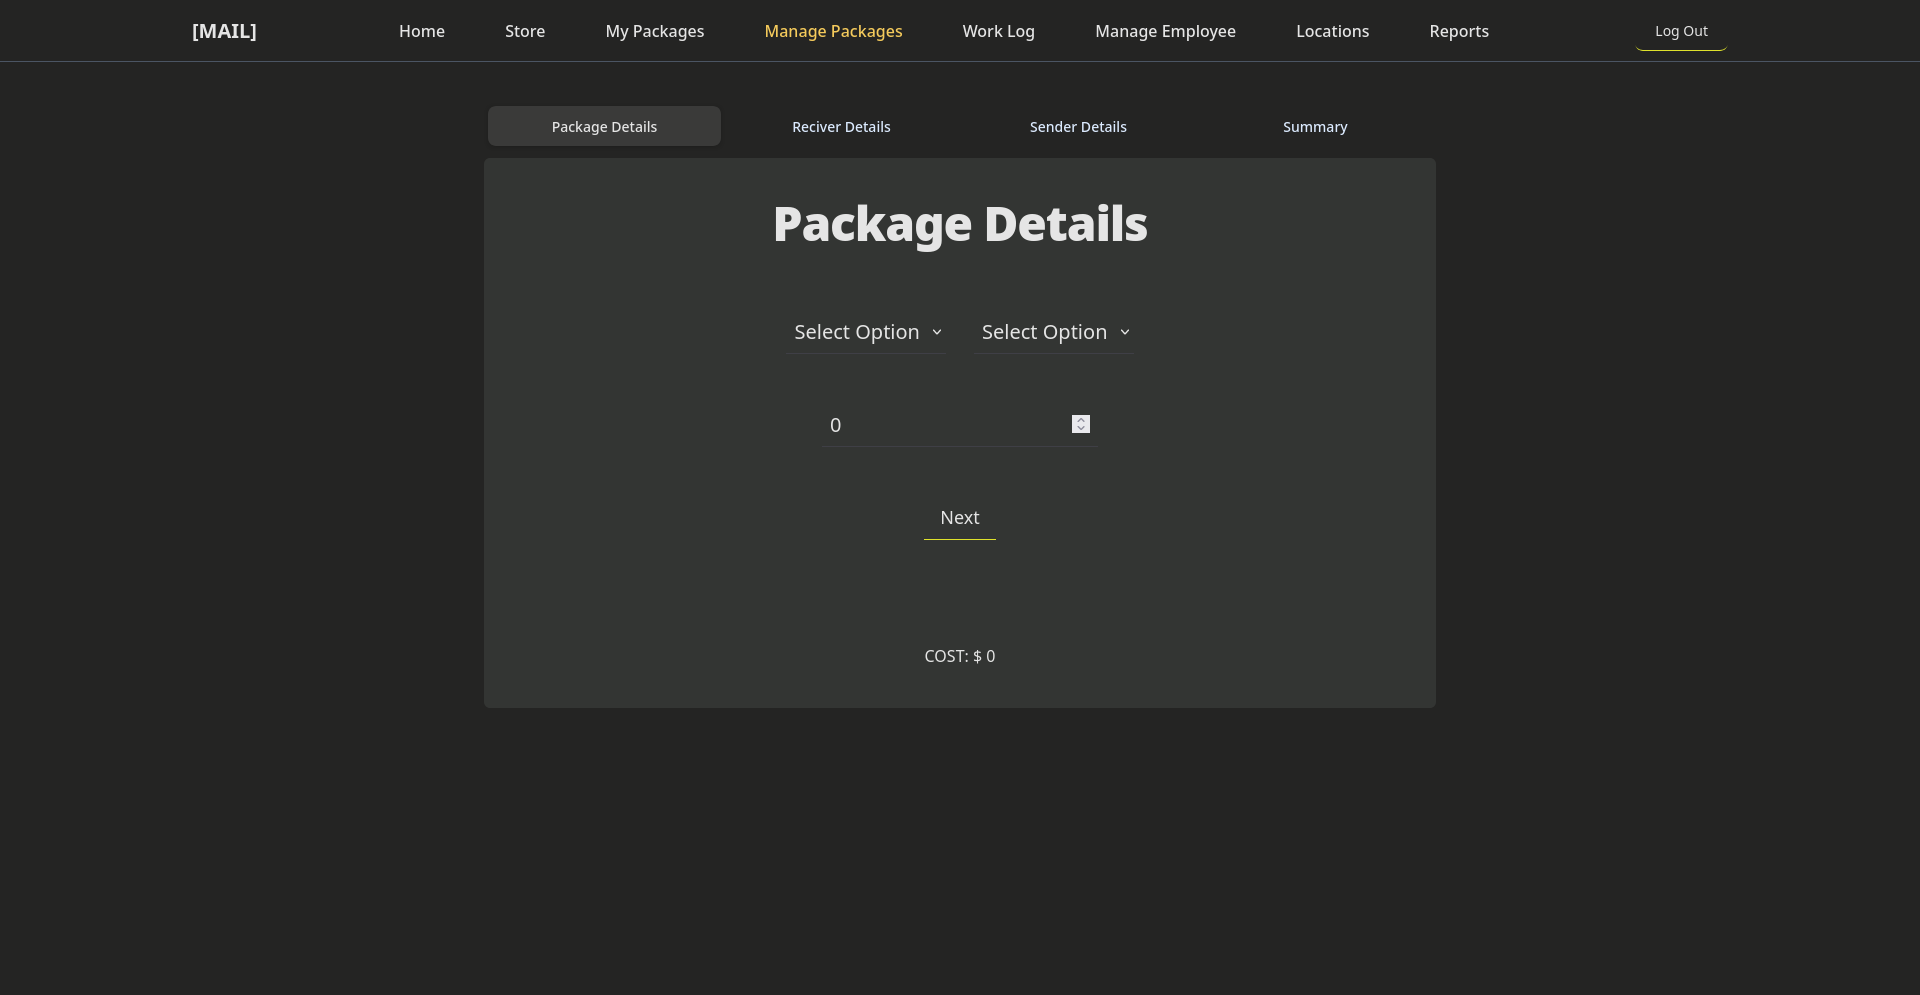 [MAIL] Home Store My Packages Manage Packages Work Log Manage Employee Locations Reports Log Out
Package Details Reciver Details Sender Details Summary
Package Details
Select Option Select Option
0
Next
COST: $ 0